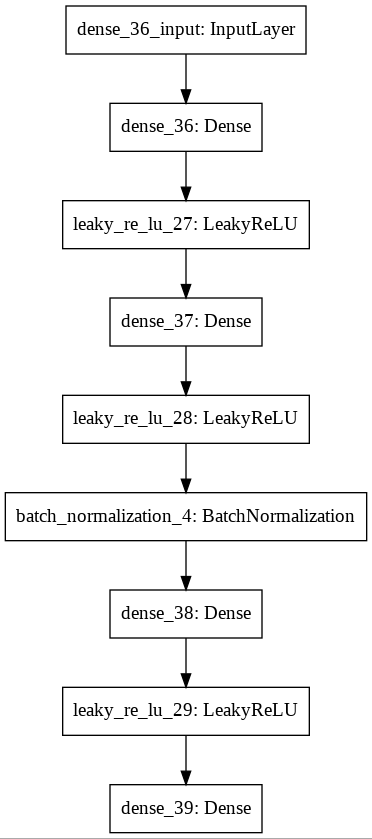 dense_36_input: InputLayer
dense_36: Dense
leaky_re_lu_27: LeakyReLU
dense_37: Dense
leaky_re_lu_28: LeakyReLU
batch_normalization_4: BatchNormalization
dense_38: Dense
leaky_re_lu_29: LeakyReLU
dense_39: Dense